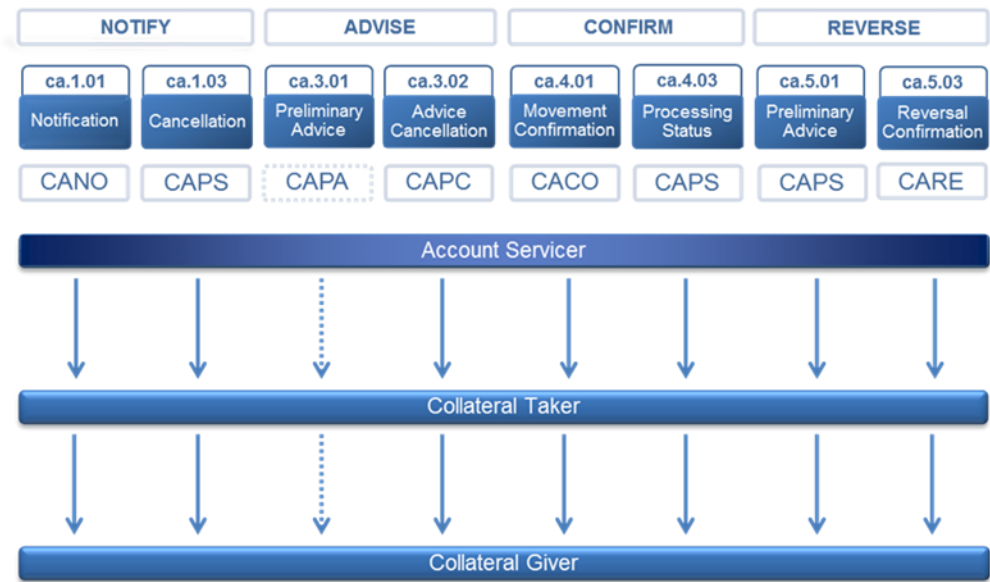 NOTIFY ADVISE CONFIRM REVERSE
ca.1.01 ca.1.03 ca.3.01 ca.3.02 ca.4.01 ca.4.03 ca.5.01 ca.5.03
Notification Cancellation Preliminary Advice Advice Cancellation Movement Confirmation Processing Status Preliminary Advice Reversal Confirmation
CANO CAPS CAPA CAPC CACO CAPS CAPS CARE
Account Servicer
Collateral Taker
Collateral Giver